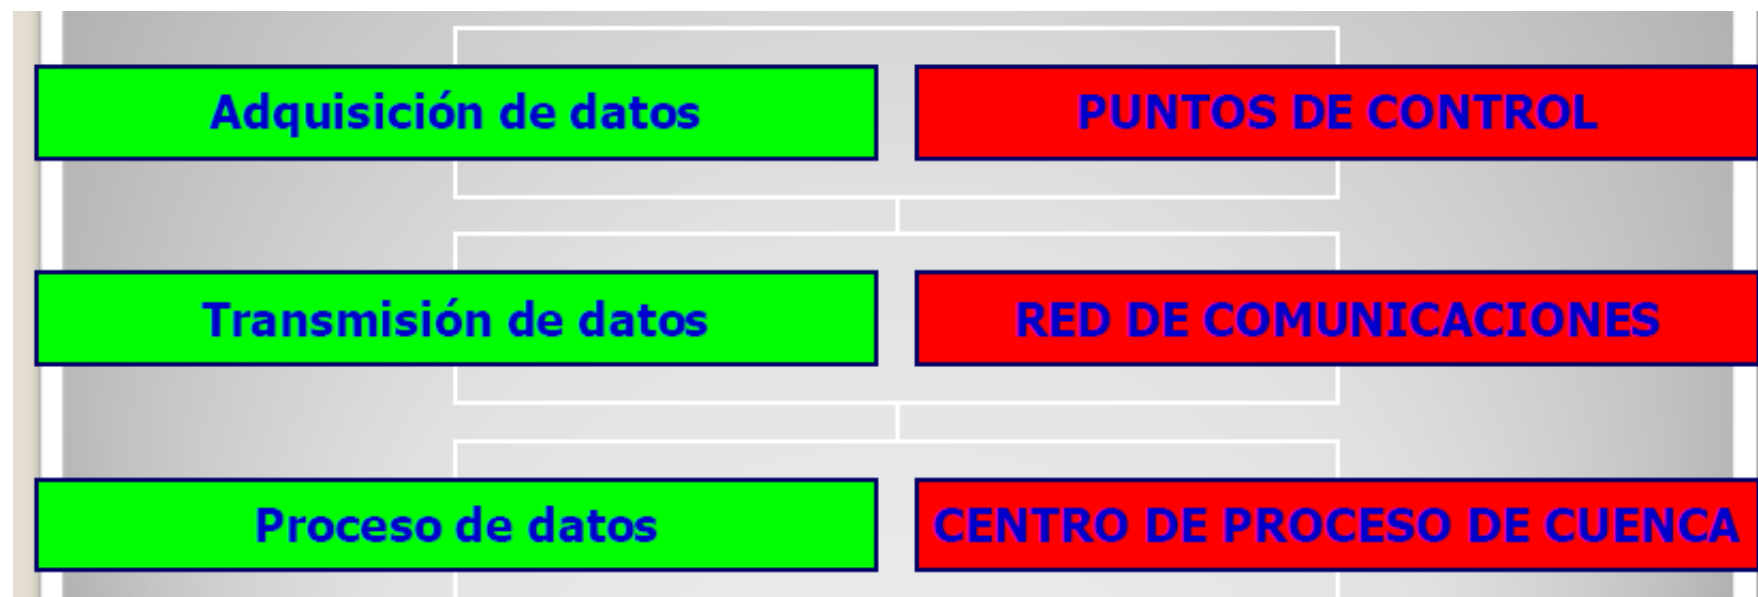 Adquisición de datos
PUNTOS DE CONTROL
Transmisión de datos
RED DE COMUNICACIONES
Proceso de datos
CENTRO DE PROCESO DE CUENCA